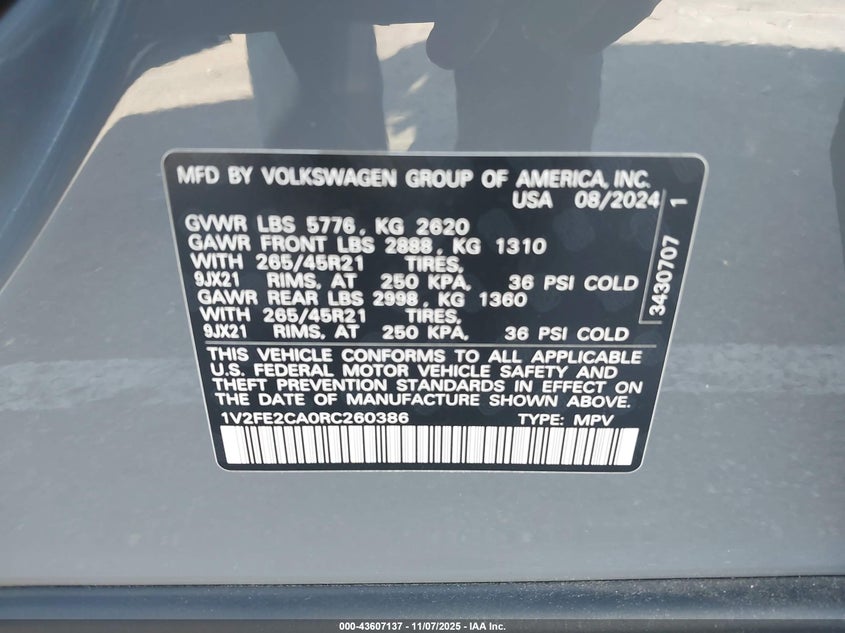 MFD BY VOLKSWAGEN GROUP OF AMERICA, INC.
USA 08/2024
GVWR LBS 5776, KG 2620
GAWR FRONT LBS 2888, KG 1310
WITH 265/45R21 TIRES,
9JX21 RIMS, AT 250 KPA, 36 PSI COLD
GAWR REAR LBS 2998, KG 1360
WITH 265/45R21 TIRES,
9JX21 RIMS, AT 250 KPA, 36 PSI COLD
THIS VEHICLE CONFORMS TO ALL APPLICABLE
U.S. FEDERAL MOTOR VEHICLE SAFETY AND
THEFT PREVENTION STANDARDS IN EFFECT ON
THE DATE OF MANUFACTURE SHOWN ABOVE.
1V2FE2CA0RC260386 TYPE: MPV
3430707 1
000-43607137 - 11/07/2025 - IAA Inc.